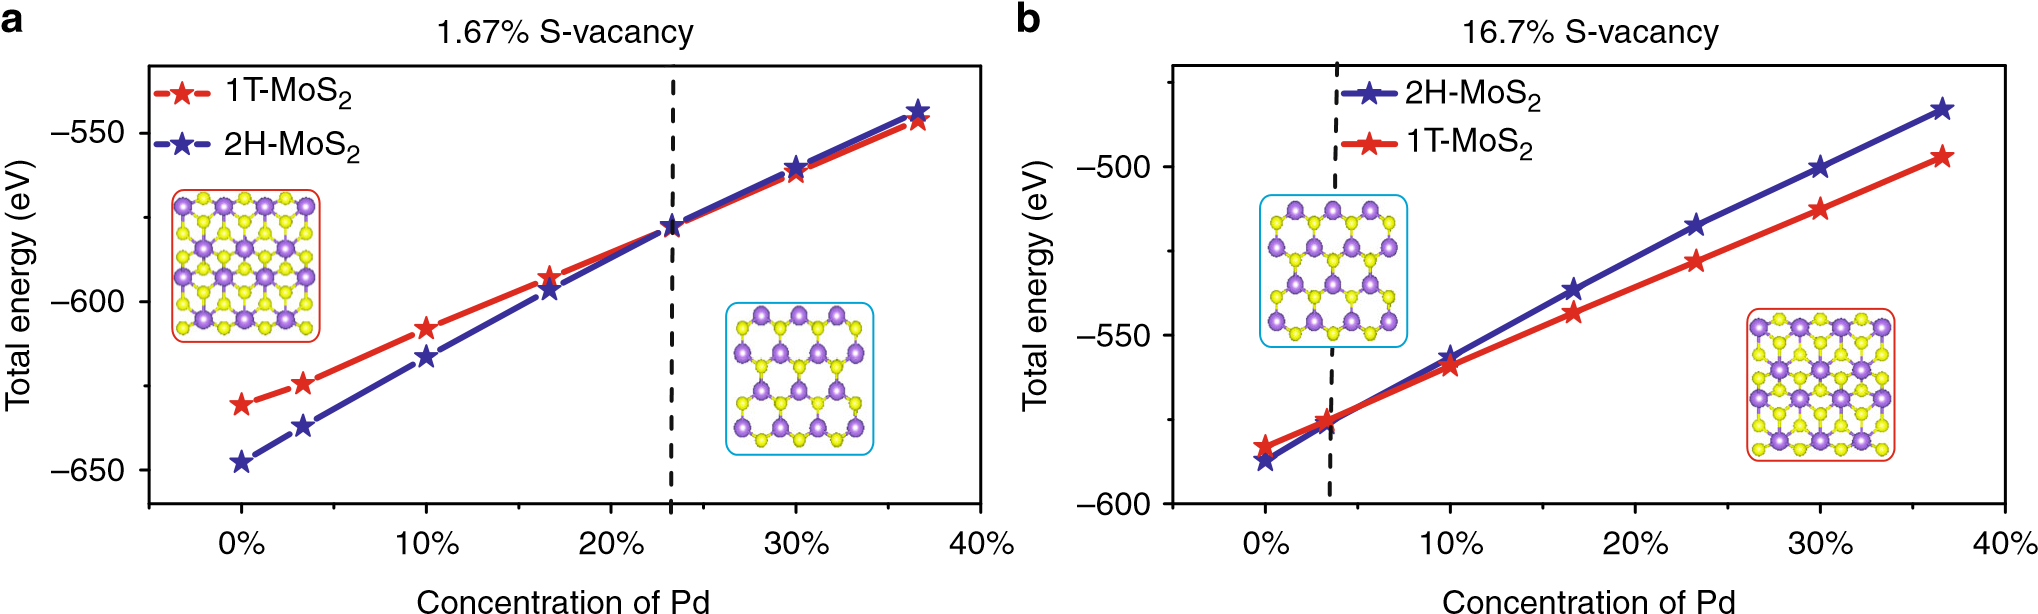 a
1.67% S-vacancy
1T-MoS2
2H-MoS2
Total energy (eV)
–550
–600
–650
0% 10% 20% 30% 40%
Concentration of Pd
b
16.7% S-vacancy
2H-MoS2
1T-MoS2
Total energy (eV)
–500
–550
–600
0% 10% 20% 30% 40%
Concentration of Pd